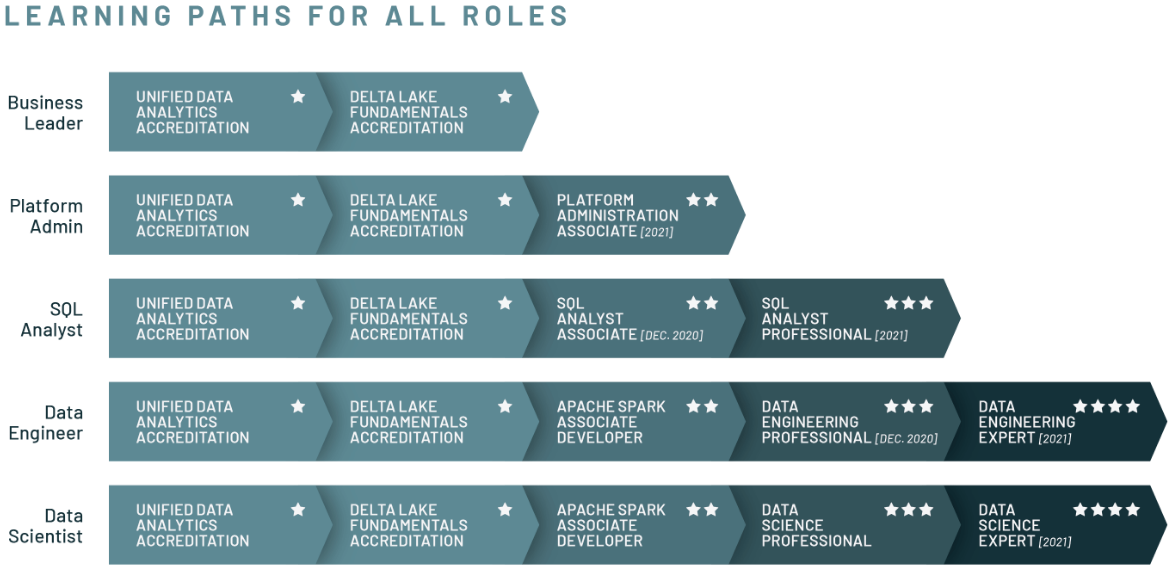 LEARNING PATHS FOR ALL ROLES
Business
Leader
UNIFIED DATA
ANALYTICS
ACCREDITATION
DELTA LAKE
FUNDAMENTALS
ACCREDITATION
Platform
Admin
UNIFIED DATA
ANALYTICS
ACCREDITATION
DELTA LAKE
FUNDAMENTALS
ACCREDITATION
PLATFORM
ADMINISTRATION
ASSOCIATE [2021]
SQL
Analyst
UNIFIED DATA
ANALYTICS
ACCREDITATION
DELTA LAKE
FUNDAMENTALS
ACCREDITATION
SQL
ANALYST
ASSOCIATE [DEC. 2020]
SQL
ANALYST
PROFESSIONAL [2021]
Data
Engineer
UNIFIED DATA
ANALYTICS
ACCREDITATION
DELTA LAKE
FUNDAMENTALS
ACCREDITATION
APACHE SPARK
ASSOCIATE
DEVELOPER
DATA
ENGINEERING
PROFESSIONAL [DEC. 2020]
DATA
ENGINEERING
EXPERT [2021]
Data
Scientist
UNIFIED DATA
ANALYTICS
ACCREDITATION
DELTA LAKE
FUNDAMENTALS
ACCREDITATION
APACHE SPARK
ASSOCIATE
DEVELOPER
DATA
SCIENCE
PROFESSIONAL
DATA
SCIENCE
EXPERT [2021]